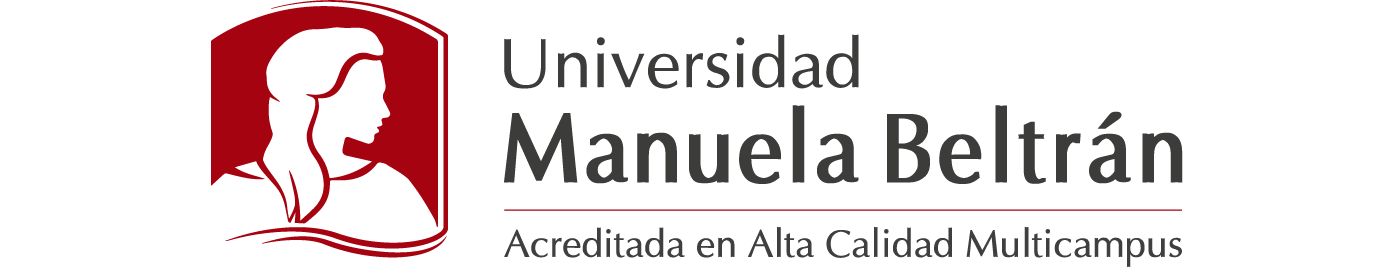 Universidad
Manuela Beltrán
Acreditada en Alta Calidad Multicampus